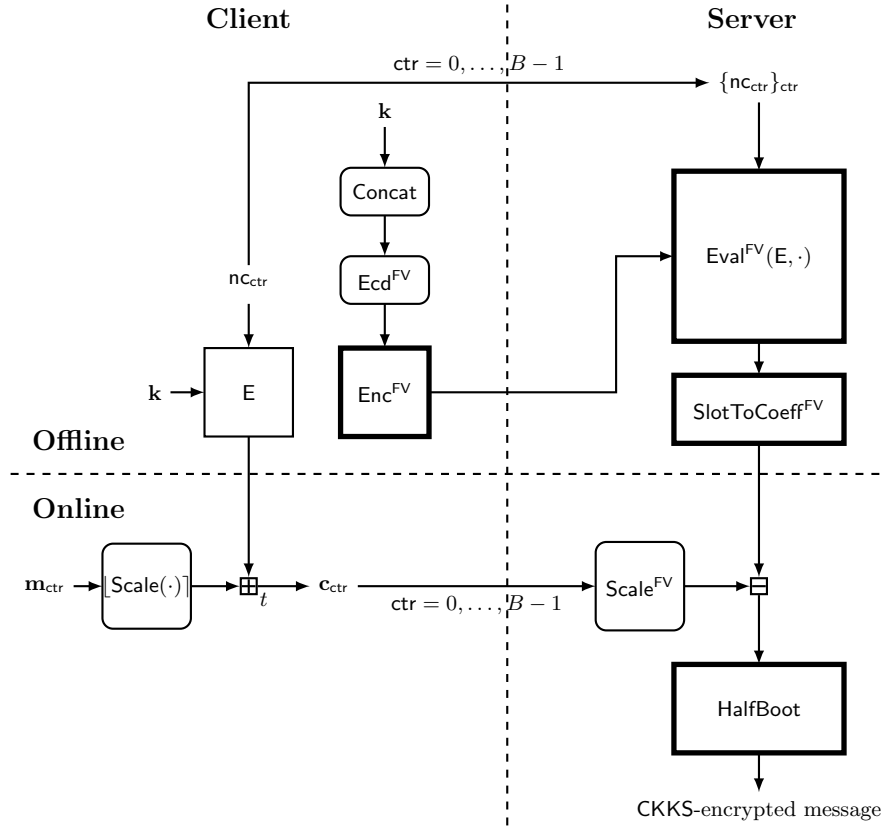 Client
Server
ctr = 0, . . . , B − 1
{nc_ctr}_ctr
k
Concat
Ecd^FV
Eval^FV(E, ·)
nc_ctr
k
E
Enc^FV
SlotToCoeff^FV
Offline
Online
m_ctr
⌊Scale(·)⌉
t
c_ctr
ctr = 0, . . . , B − 1
Scale^FV
HalfBoot
CKKS-encrypted message